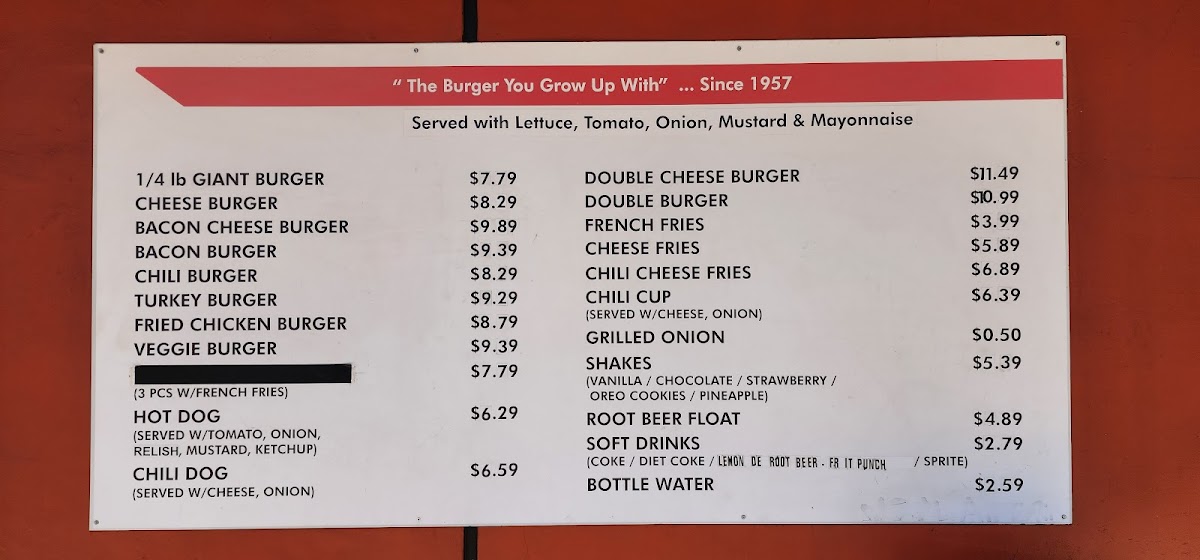 “ The Burger You Grow Up With” ... Since 1957
Served with Lettuce, Tomato, Onion, Mustard & Mayonnaise
1/4 lb GIANT BURGER $7.79
CHEESE BURGER $8.29
BACON CHEESE BURGER $9.89
BACON BURGER $9.39
CHILI BURGER $8.29
TURKEY BURGER $9.29
FRIED CHICKEN BURGER $8.79
VEGGIE BURGER $9.39
$7.79
(3 PCS W/FRENCH FRIES)
HOT DOG $6.29
(SERVED W/TOMATO, ONION,
RELISH, MUSTARD, KETCHUP)
CHILI DOG $6.59
(SERVED W/CHEESE, ONION)
DOUBLE CHEESE BURGER $11.49
DOUBLE BURGER $10.99
FRENCH FRIES $3.99
CHEESE FRIES $5.89
CHILI CHEESE FRIES $6.89
CHILI CUP $6.39
(SERVED W/CHEESE, ONION)
GRILLED ONION $0.50
SHAKES $5.39
(VANILLA / CHOCOLATE / STRAWBERRY /
OREO COOKIES / PINEAPPLE)
ROOT BEER FLOAT $4.89
SOFT DRINKS $2.79
(COKE / DIET COKE / LEMON DE ROOT BEER - FR IT PUNCH / SPRITE)
BOTTLE WATER $2.59